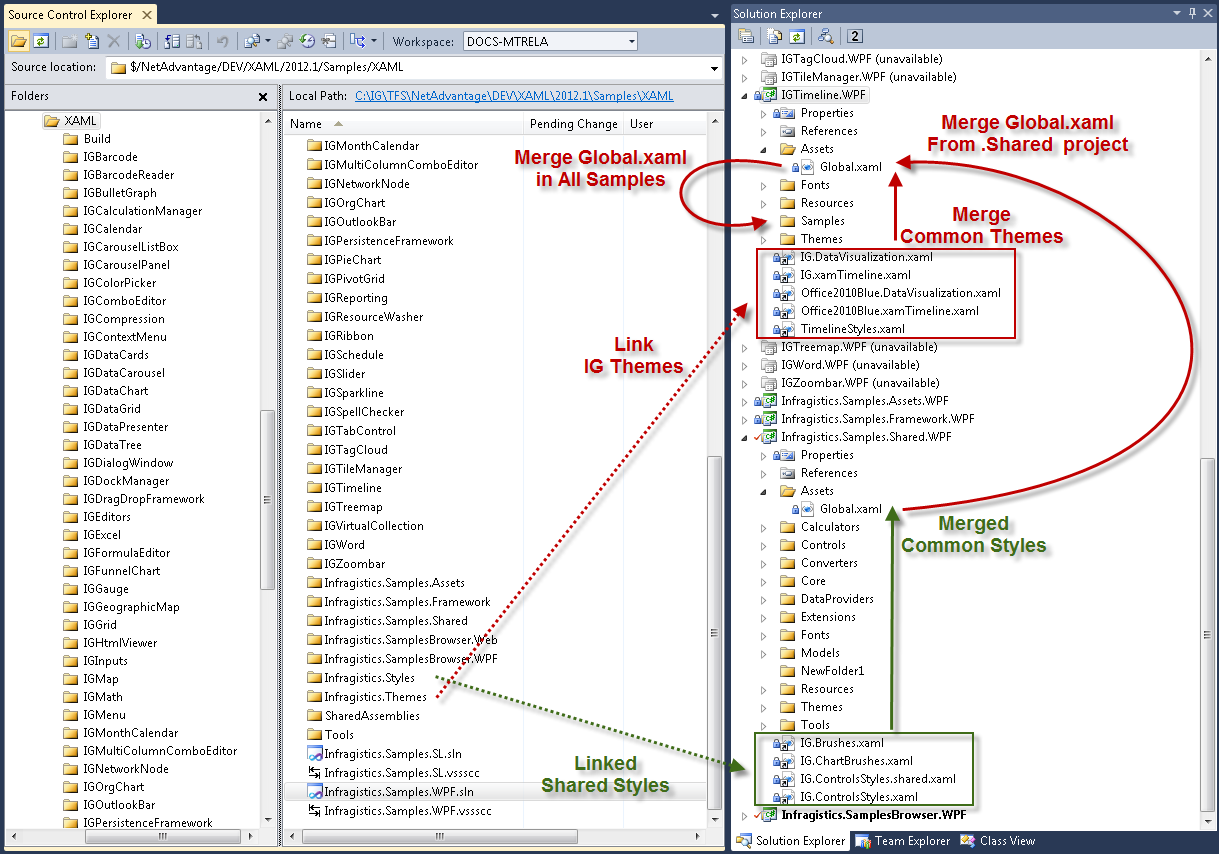 Source Control Explorer
Workspace: DOCS-MTRELA
Source location: $/NetAdvantage/DEV/XAML/2012.1/Samples/XAML
Folders
XAML
Build
IGBarcode
IGBarcodeReader
IGBulletGraph
IGCalculationManager
IGCalendar
IGCarouselListBox
IGCarouselPanel
IGColorPicker
IGComboEditor
IGCompression
IGContextMenu
IGDataCards
IGDataCarousel
IGDataChart
IGDataGrid
IGDataPresenter
IGDataTree
IGDialogWindow
IGDockManager
IGDragDropFramework
IGEditors
IGExcel
IGFormulaEditor
IGFunnelChart
IGGauge
IGGeographicMap
IGGrid
IGHtmlViewer
IGInputs
IGMap
IGMath
IGMenu
IGMonthCalendar
IGMultiColumnComboEditor
IGNetworkNode
IGOrgChart
IGOutlookBar
IGPersistenceFramework
Local Path: C:\IG\TFS\NetAdvantage\DEV\XAML\2012.1\Samples\XAML
Name Pending Change User
IGMonthCalendar
IGMultiColumnComboEditor
IGNetworkNode
IGOrgChart
IGOutlookBar
IGPersistenceFramework
IGPieChart
IGPivotGrid
IGReporting
IGResourceWasher
IGRibbon
IGSchedule
IGSlider
IGSparkline
IGSpellChecker
IGTabControl
IGTagCloud
IGTileManager
IGTimeline
IGTreemap
IGVirtualCollection
IGWord
IGZoombar
Infragistics.Samples.Assets
Infragistics.Samples.Framework
Infragistics.Samples.Shared
Infragistics.SamplesBrowser.Web
Infragistics.SamplesBrowser.WPF
Infragistics.Styles
Infragistics.Themes
SharedAssemblies
Tools
Infragistics.Samples.SL.sln
Infragistics.Samples.SL.vssscc
Infragistics.Samples.WPF.sln
Infragistics.Samples.WPF.vssscc
Merge Global.xaml
in All Samples
Link
IG Themes
Linked
Shared Styles
Solution Explorer
2
IGTagCloud.WPF (unavailable)
IGTileManager.WPF (unavailable)
IGTimeline.WPF
Properties
References
Assets
Global.xaml
Fonts
Resources
Samples
Themes
IG.DataVisualization.xaml
IG.xamTimeline.xaml
Office2010Blue.DataVisualization.xaml
Office2010Blue.xamTimeline.xaml
TimelineStyles.xaml
IGTreemap.WPF (unavailable)
IGWord.WPF (unavailable)
IGZoombar.WPF (unavailable)
Infragistics.Samples.Assets.WPF
Infragistics.Samples.Framework.WPF
Infragistics.Samples.Shared.WPF
Properties
References
Assets
Global.xaml
Calculators
Controls
Converters
Core
DataProviders
Extensions
Fonts
Models
NewFolder1
Resources
Themes
Tools
IG.Brushes.xaml
IG.ChartBrushes.xaml
IG.ControlsStyles.shared.xaml
IG.ControlsStyles.xaml
Infragistics.SamplesBrowser.WPF
Merge Global.xaml
From .Shared project
Merge
Common Themes
Merged
Common Styles
Solution Explorer Team Explorer Class View